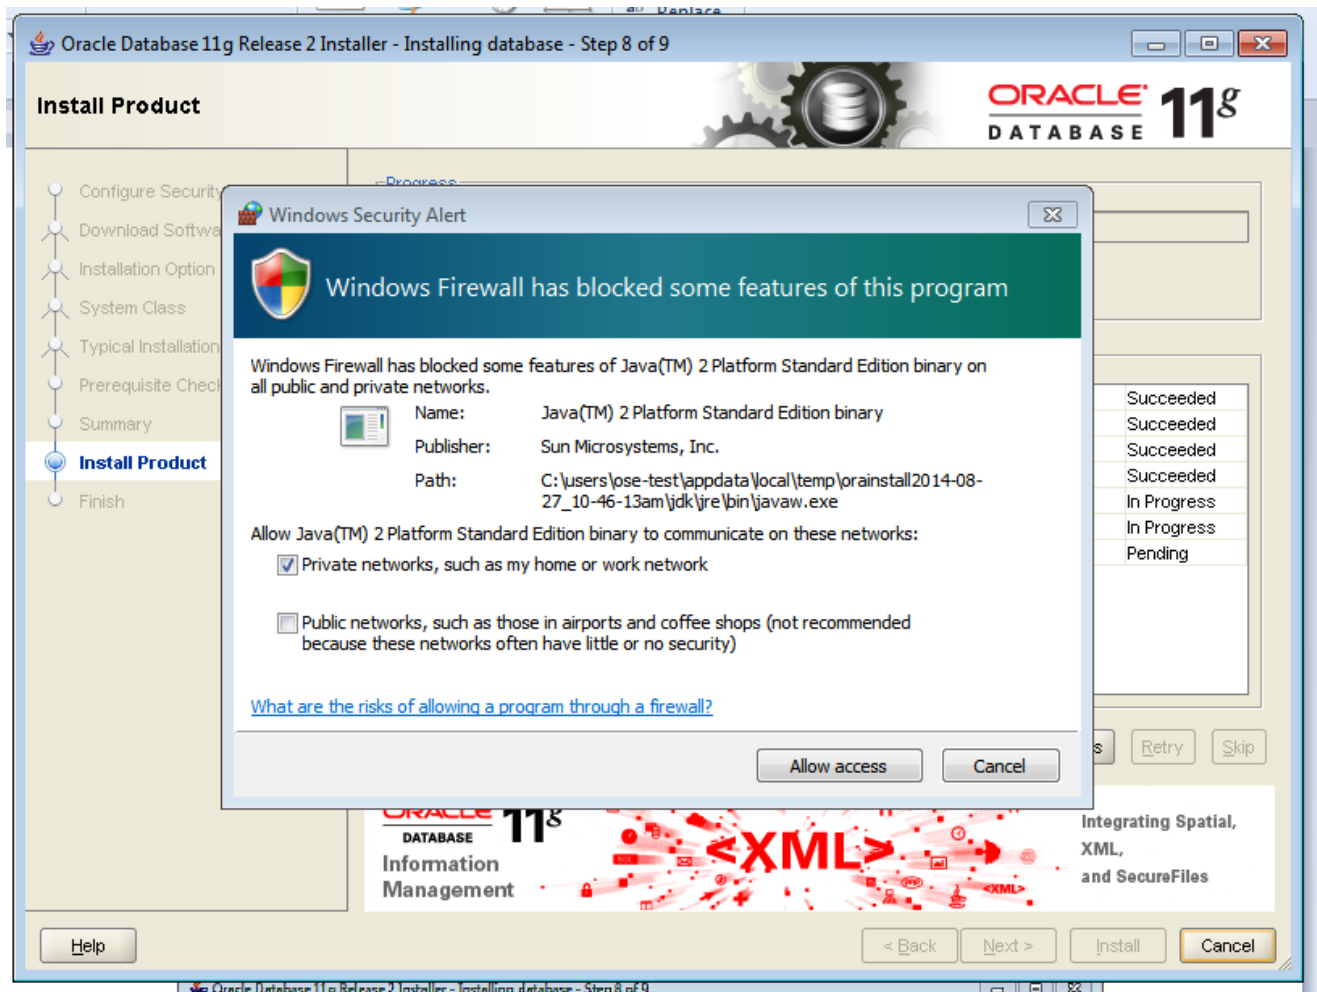 Replace
Oracle Database 11g Release 2 Installer - Installing database - Step 8 of 9
Install Product
ORACLE 11g
DATABASE
Configure Security
Download Softwa
Installation Option
System Class
Typical Installation
Prerequisite Check
Summary
Install Product
Finish
Progress
Windows Security Alert
Windows Firewall has blocked some features of this program
Windows Firewall has blocked some features of Java(TM) 2 Platform Standard Edition binary on
all public and private networks.
Name: Java(TM) 2 Platform Standard Edition binary
Publisher: Sun Microsystems, Inc.
Path: C:\users\ose-test\appdata\local\temp\orainstall2014-08-
27_10-46-13am\jdk\jre\bin\javaw.exe
Allow Java(TM) 2 Platform Standard Edition binary to communicate on these networks:
Private networks, such as my home or work network
Public networks, such as those in airports and coffee shops (not recommended
because these networks often have little or no security)
What are the risks of allowing a program through a firewall?
Allow access Cancel
Succeeded
Succeeded
Succeeded
Succeeded
In Progress
In Progress
Pending
s Retry Skip
ORACLE 11g
DATABASE
Information
Management
<XML>
<XML>
Integrating Spatial,
XML,
and SecureFiles
Help < Back Next > Install Cancel
Oracle Database 11g Release 2 Installer - Installing database - Step 8 of 9